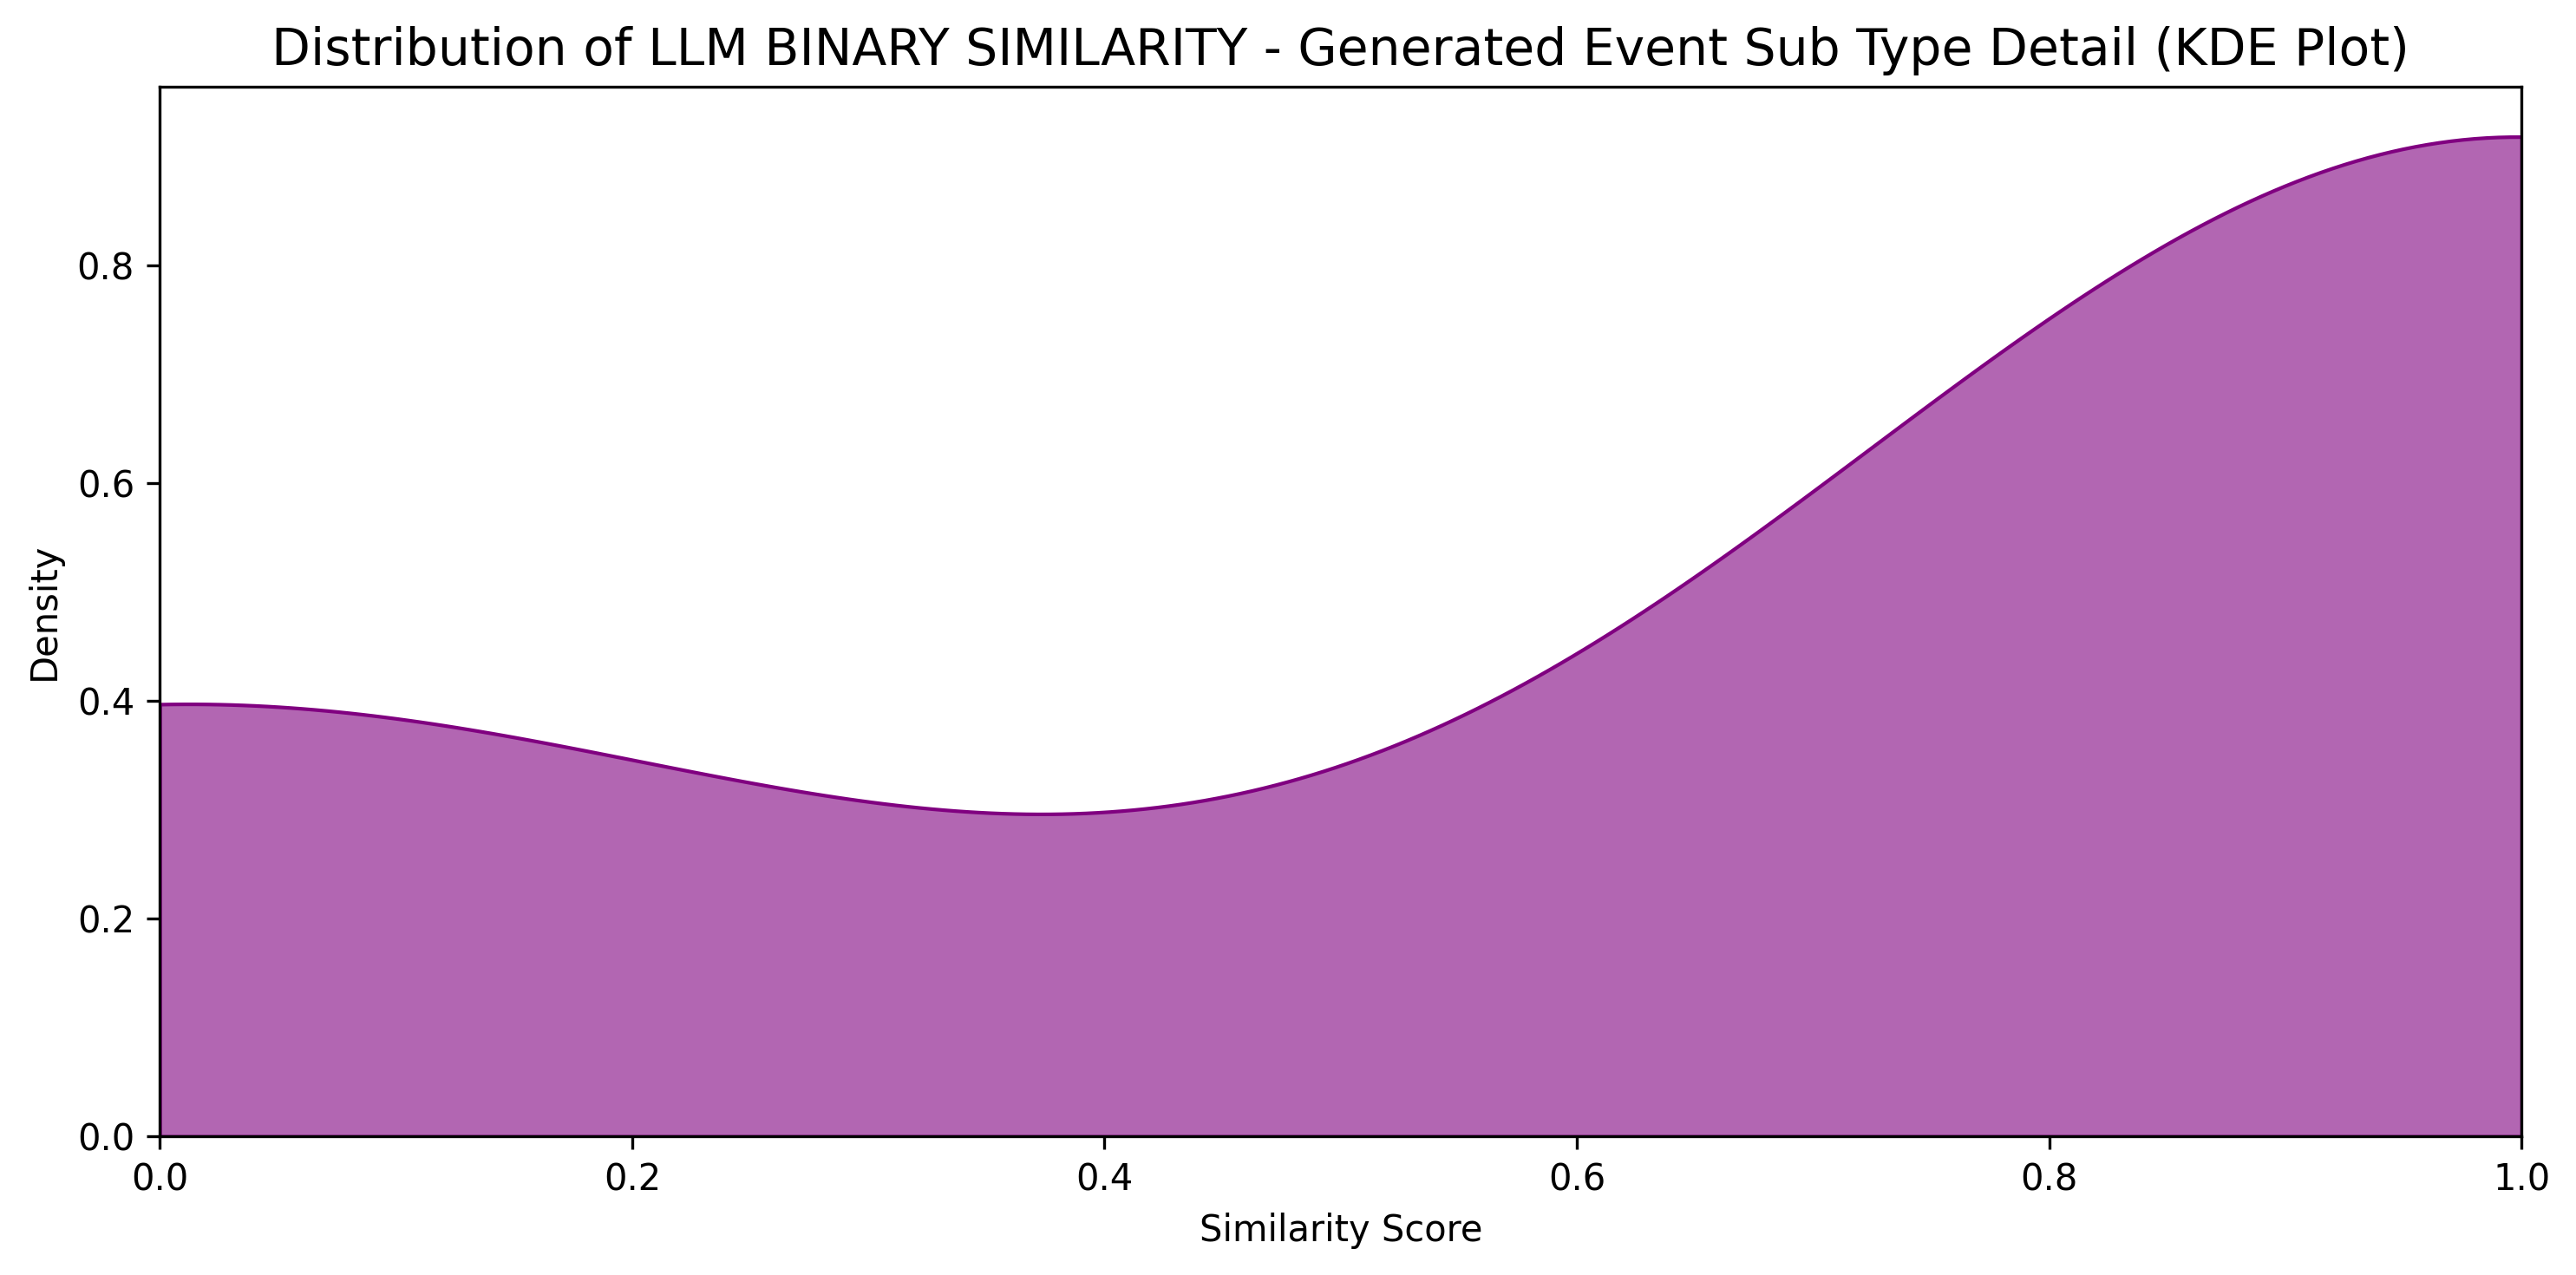 Distribution of LLM BINARY SIMILARITY - Generated Event Sub Type Detail (KDE Plot)
Density
0.8
0.6
0.4
0.2
0.0
0.0 0.2 0.4 0.6 0.8 1.0
Similarity Score